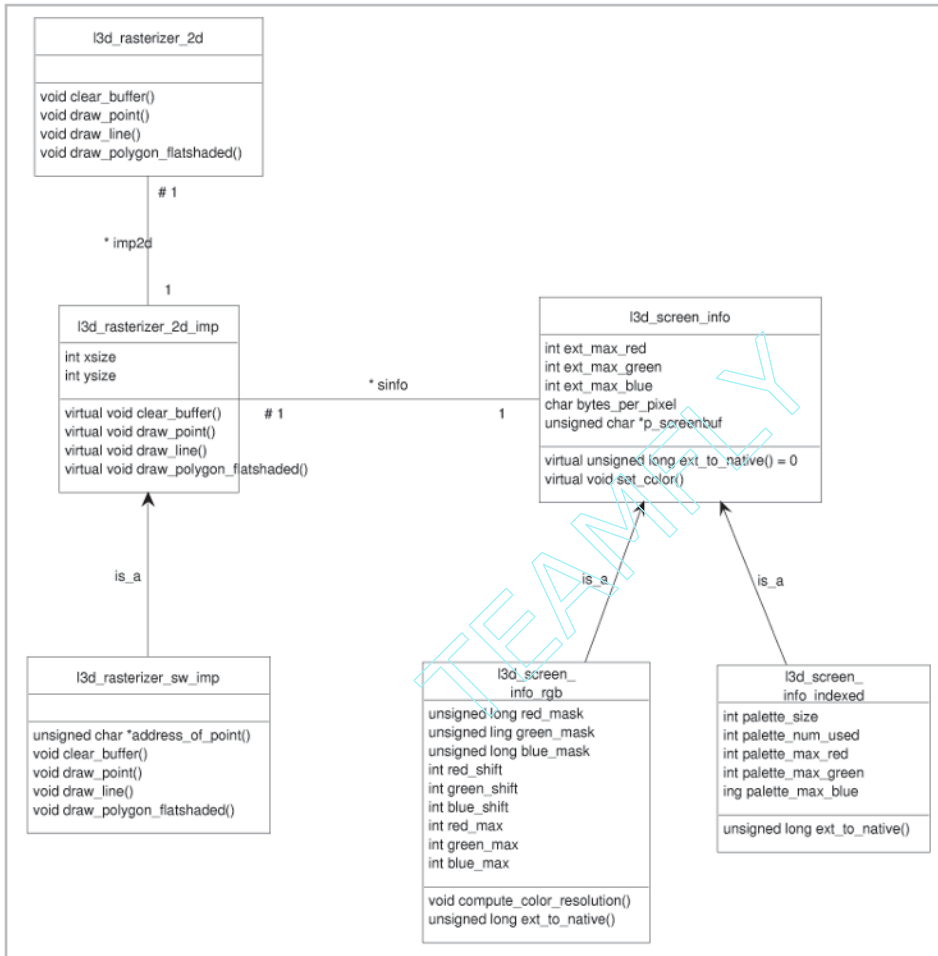 l3d_rasterizer_2d
void clear_buffer()
void draw_point()
void draw_line()
void draw_polygon_flatshaded()
# 1
* imp2d
1
l3d_rasterizer_2d_imp
int xsize
int ysize
virtual void clear_buffer()
virtual void draw_point()
virtual void draw_line()
virtual void draw_polygon_flatshaded()
* sinfo
# 1
1
l3d_screen_info
int ext_max_red
int ext_max_green
int ext_max_blue
char bytes_per_pixel
unsigned char *p_screenbuf
virtual unsigned long ext_to_native() = 0
virtual void set_color()
is_a
is_a
is_a
l3d_rasterizer_sw_imp
unsigned char *address_of_point()
void clear_buffer()
void draw_point()
void draw_line()
void draw_polygon_flatshaded()
l3d_screen_
info_rgb
unsigned long red_mask
unsigned ling green_mask
unsigned long blue_mask
int red_shift
int green_shift
int blue_shift
int red_max
int green_max
int blue_max
void compute_color_resolution()
unsigned long ext_to_native()
l3d_screen_
info_indexed
int palette_size
int palette_num_used
int palette_max_red
int palette_max_green
ing palette_max_blue
unsigned long ext_to_native()
TEAMFLY